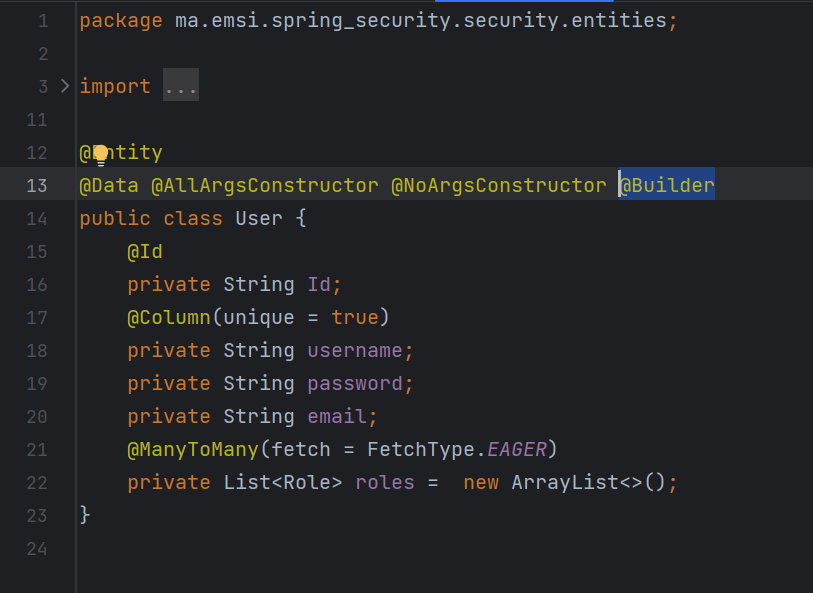 1 package ma.emsi.spring_security.security.entities;
2
3 import ...
11
12 @Entity
13 @Data @AllArgsConstructor @NoArgsConstructor @Builder
14 public class User {
15 @Id
16 private String Id;
17 @Column(unique = true)
18 private String username;
19 private String password;
20 private String email;
21 @ManyToMany(fetch = FetchType.EAGER)
22 private List<Role> roles =  new ArrayList<>();
23 }
24